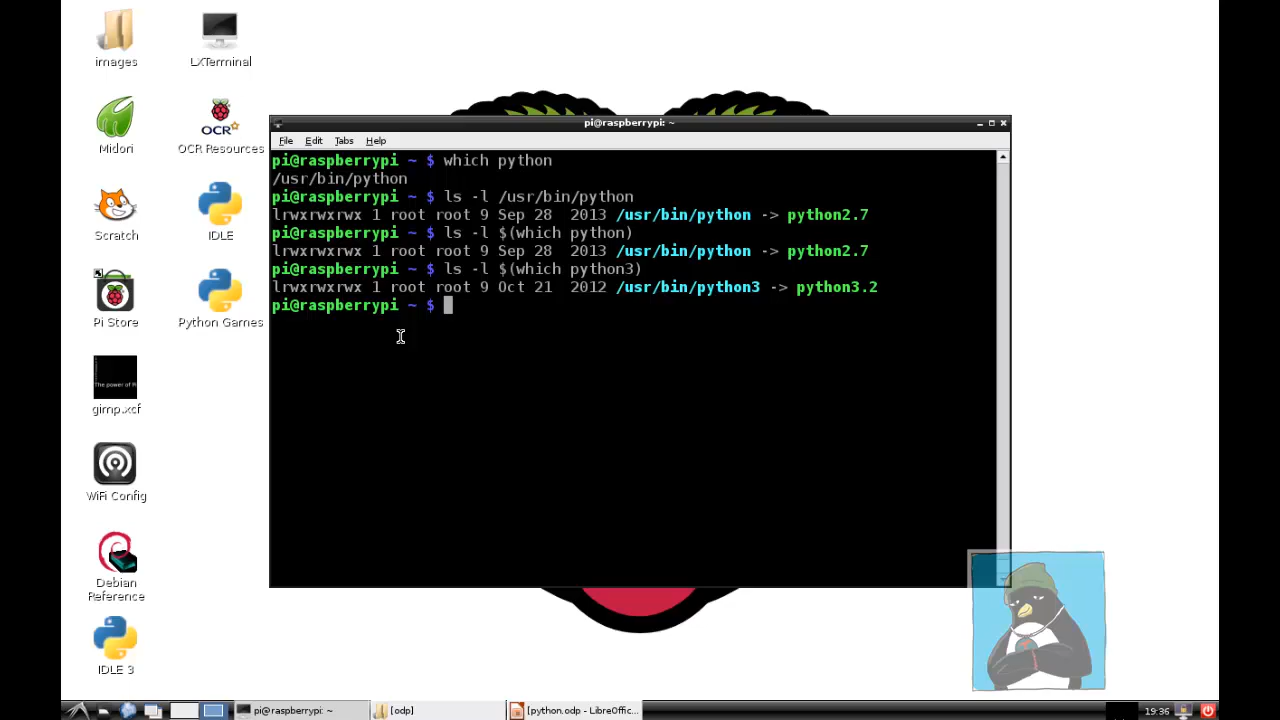 images
LXTerminal
Midori
OCR
OCR Resources
Scratch
IDLE
Pi Store
Python Games
The power of R
gimp.xcf
WiFi Config
Debian
Reference
IDLE 3
pi@raspberrypi: ~
File Edit Tabs Help
pi@raspberrypi ~ $ which python
/usr/bin/python
pi@raspberrypi ~ $ ls -l /usr/bin/python
lrwxrwxrwx 1 root root 9 Sep 28  2013 /usr/bin/python -> python2.7
pi@raspberrypi ~ $ ls -l $(which python)
lrwxrwxrwx 1 root root 9 Sep 28  2013 /usr/bin/python -> python2.7
pi@raspberrypi ~ $ ls -l $(which python3)
lrwxrwxrwx 1 root root 9 Oct 21  2012 /usr/bin/python3 -> python3.2
pi@raspberrypi ~ $
pi@raspberrypi: ~
[odp]
[python.odp - LibreOffic...
19:36